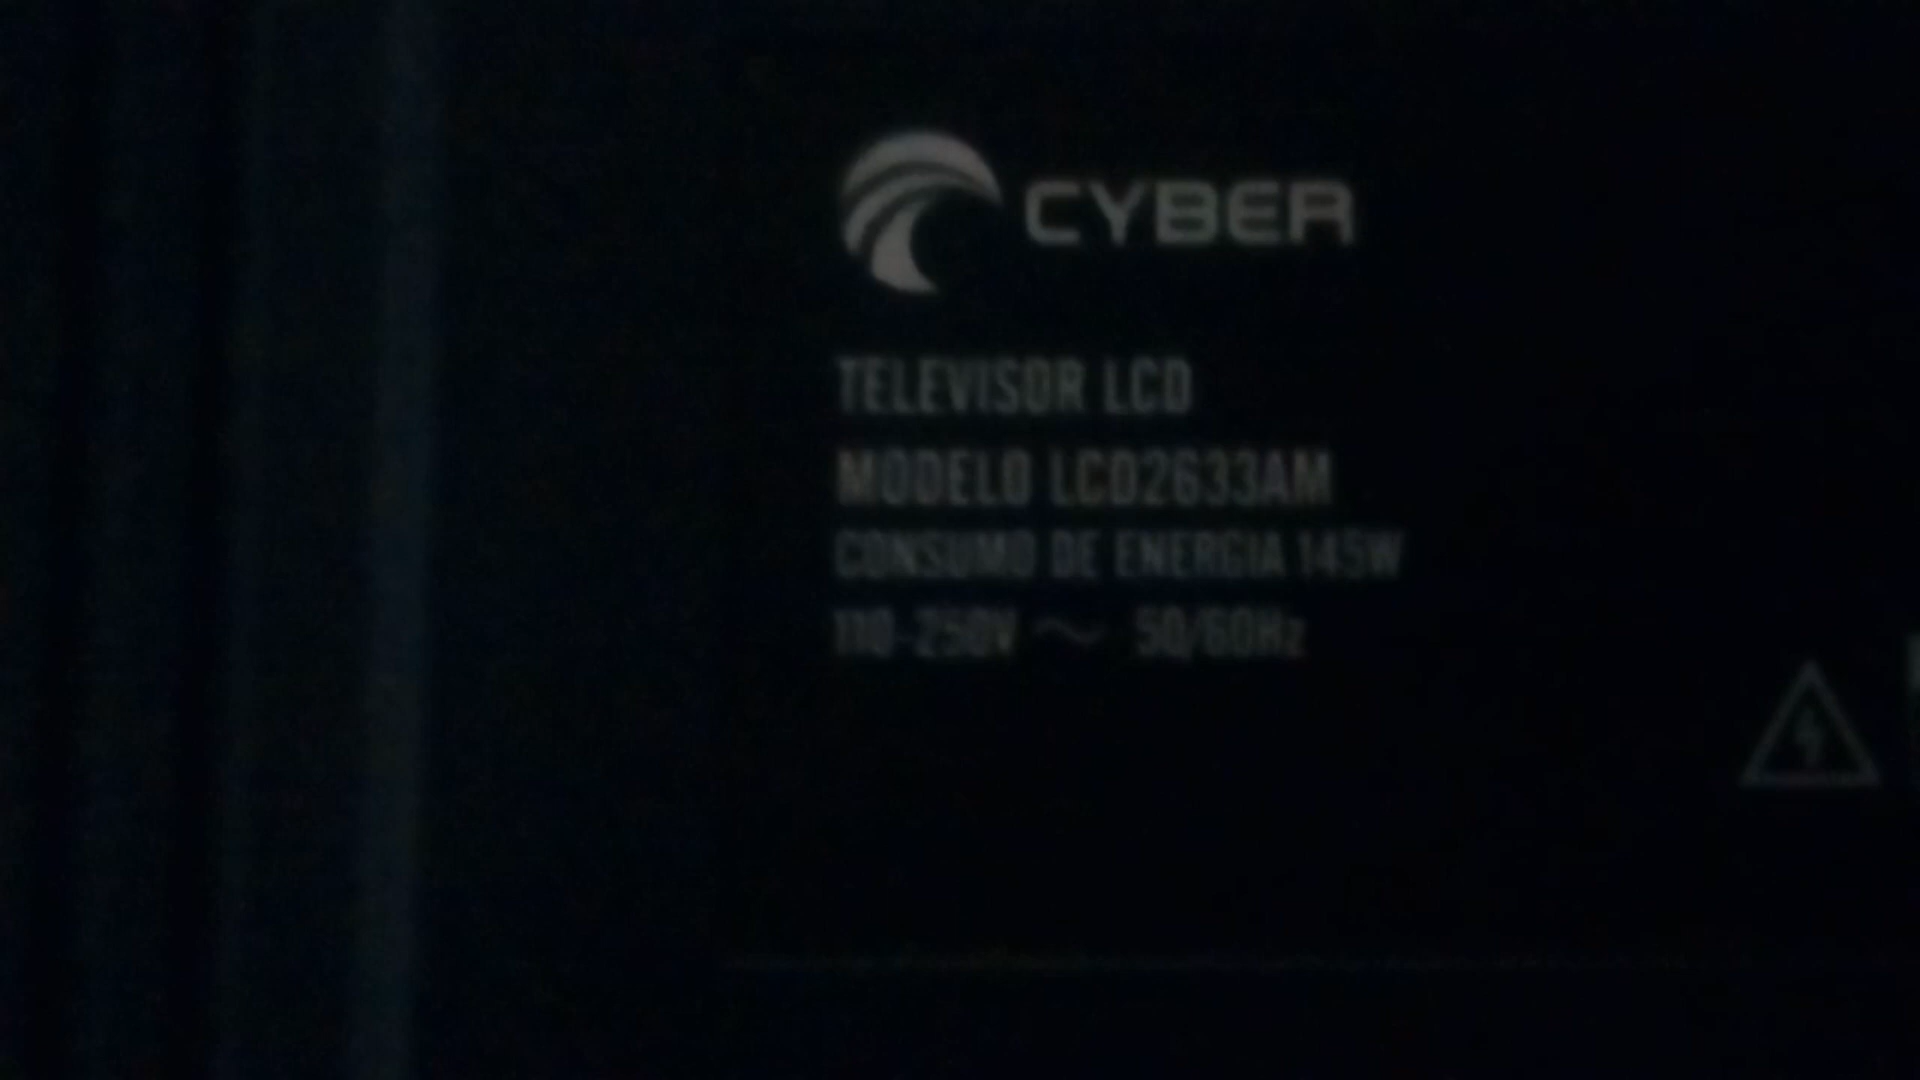 CYBER
TELEVISOR LCD
MODELO LCD2633AM
CONSUMO DE ENERGIA 145W
110-250V ~ 50/60Hz